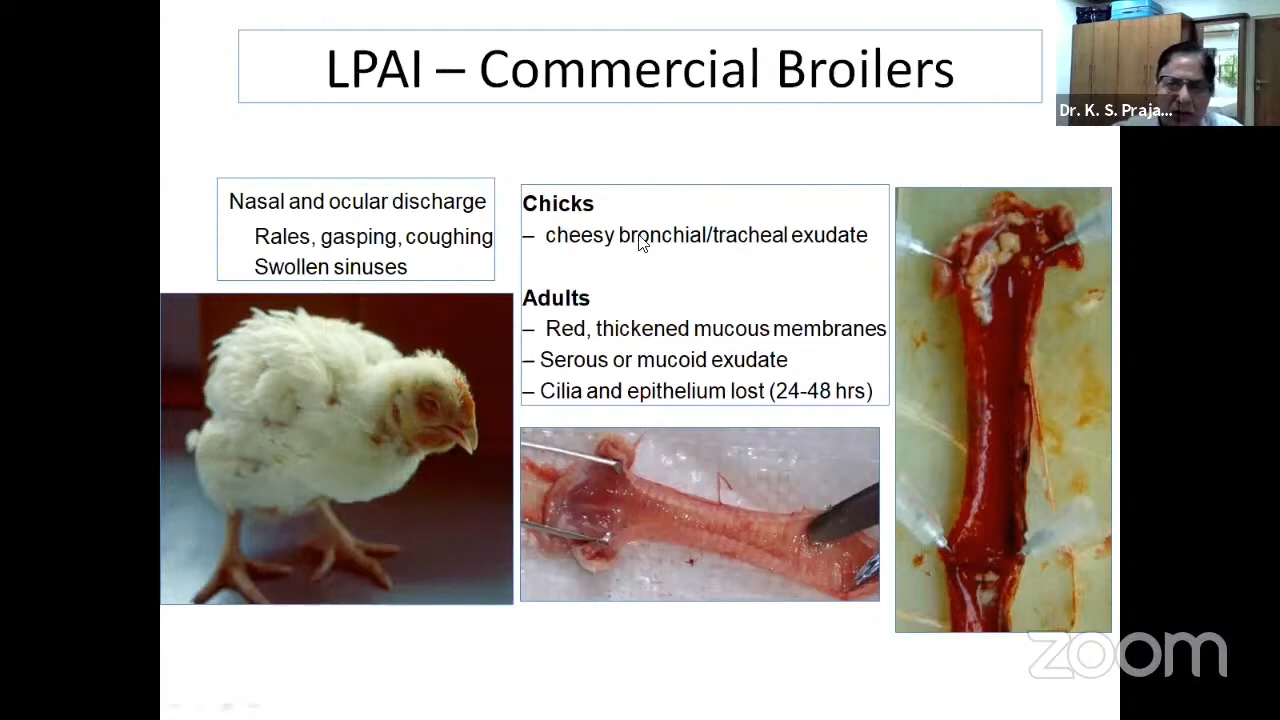 LPAI – Commercial Broilers
Dr. K. S. Praja...
Nasal and ocular discharge
Rales, gasping, coughing
Swollen sinuses
Chicks
– cheesy bronchial/tracheal exudate
Adults
– Red, thickened mucous membranes
– Serous or mucoid exudate
– Cilia and epithelium lost (24-48 hrs)
zoom